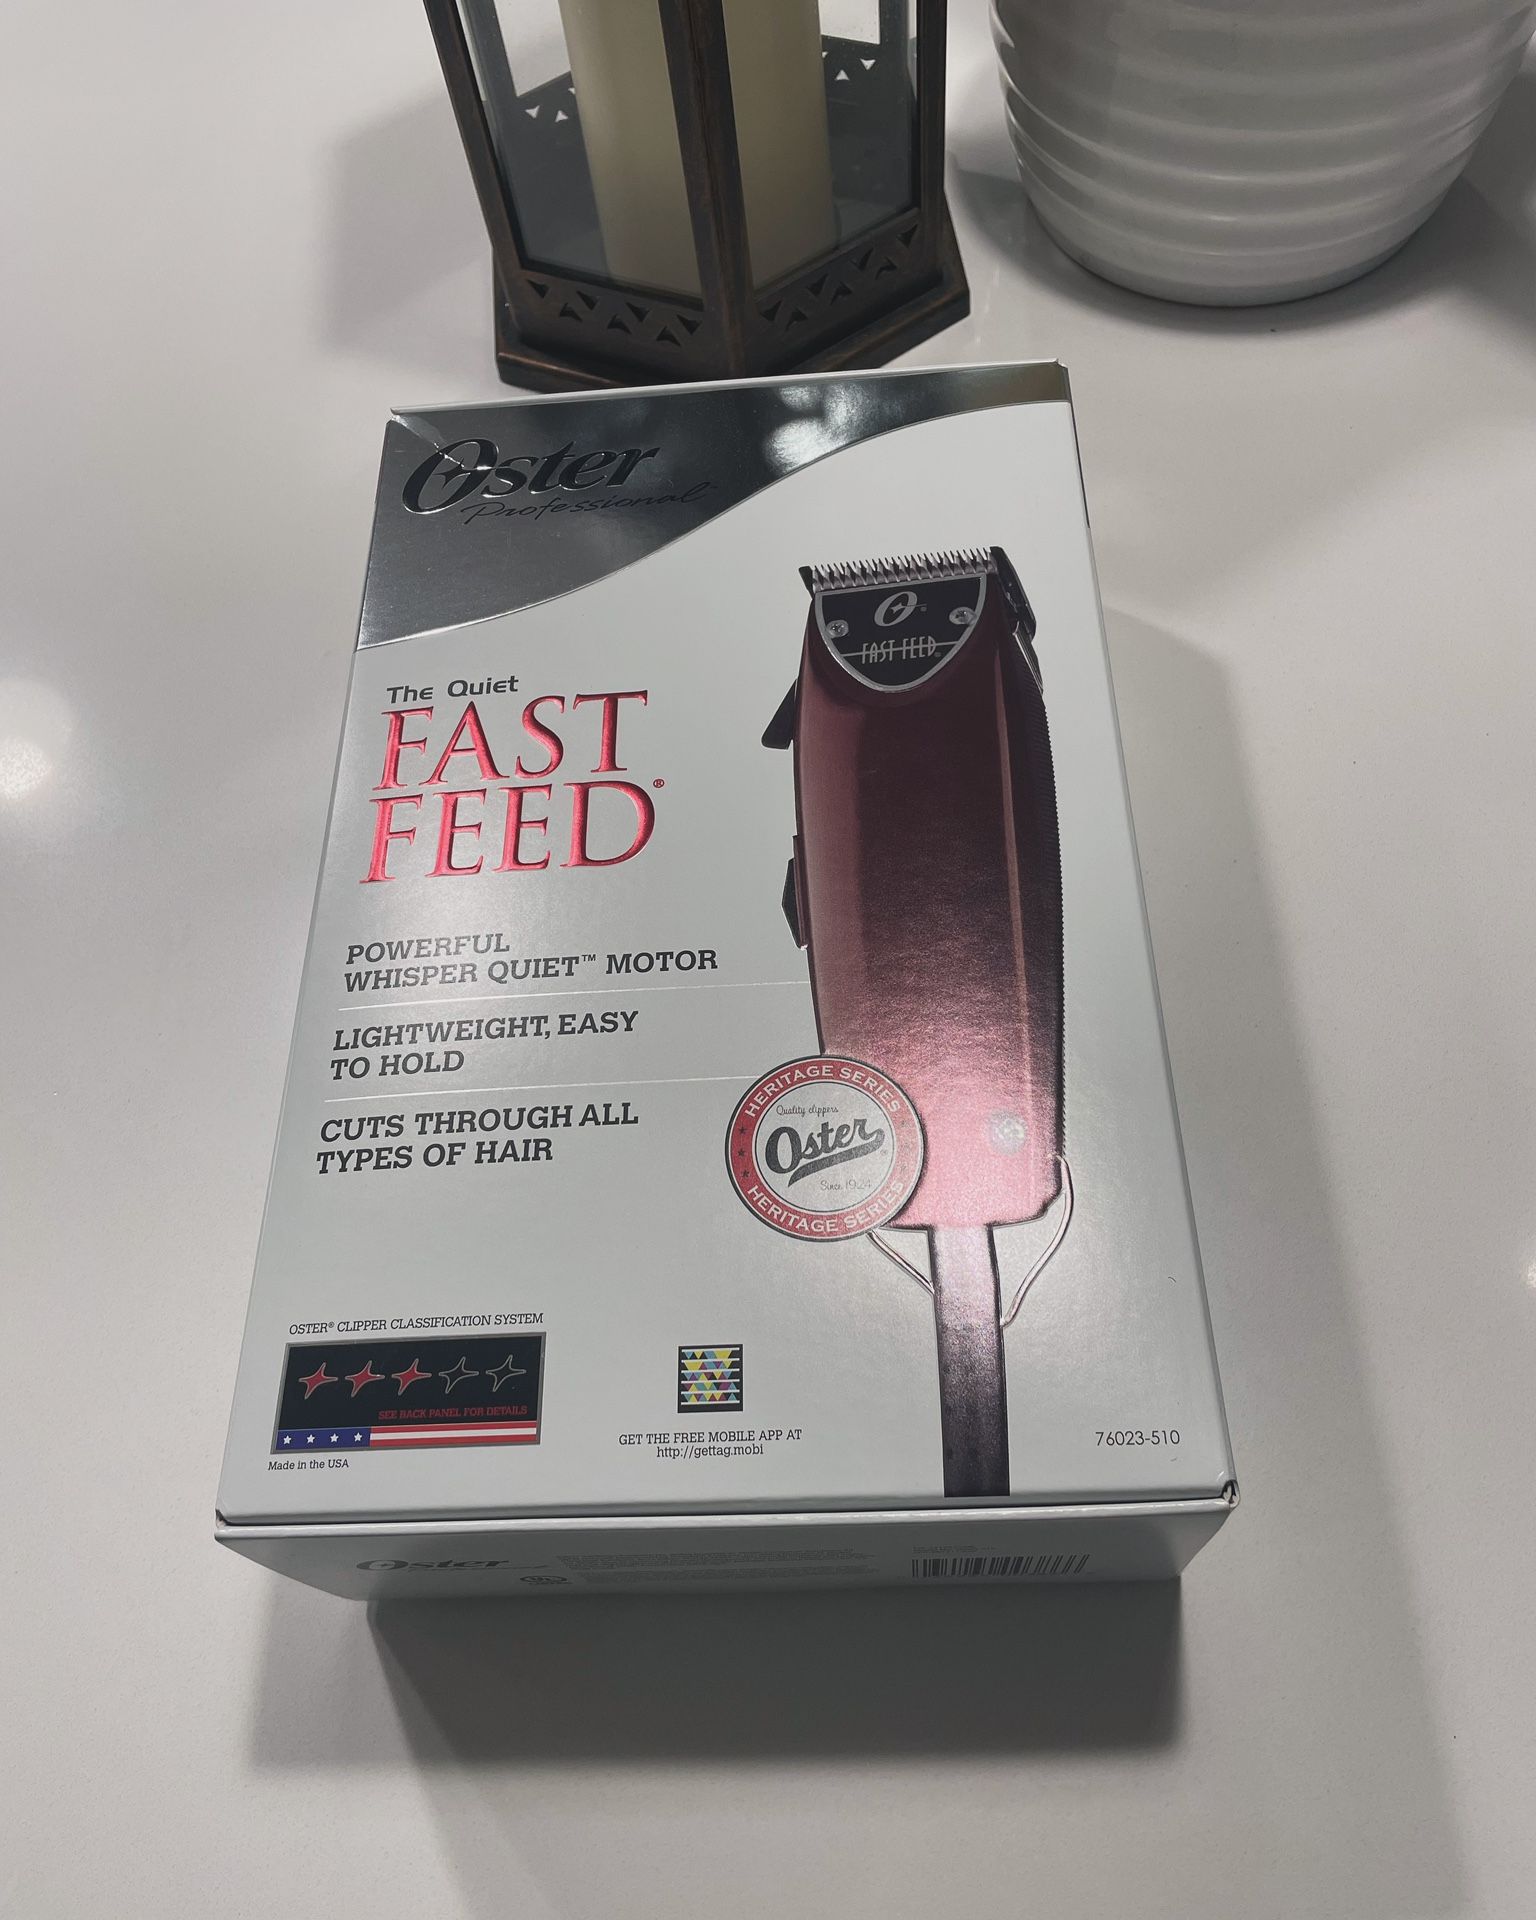 Oster
Professional™
The Quiet
FAST
FEED®
POWERFUL
WHISPER QUIET™ MOTOR
LIGHTWEIGHT, EASY
TO HOLD
CUTS THROUGH ALL
TYPES OF HAIR
O
FAST FEED®
HERITAGE SERIES
Quality clippers
Oster®
Since 1924
HERITAGE SERIES
OSTER® CLIPPER CLASSIFICATION SYSTEM
SEE BACK PANEL FOR DETAILS
Made in the USA
GET THE FREE MOBILE APP AT
http://gettag.mobi
76023-510
Oster
UL